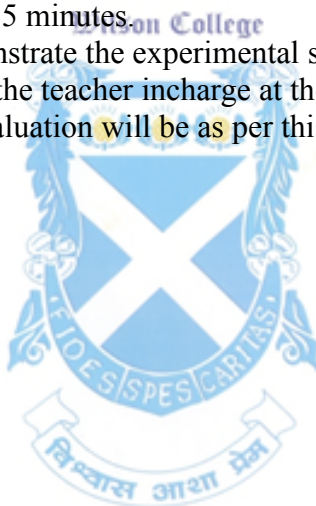 5 minutes.
Wilson College
nstrate the experimental s
the teacher incharge at th
aluation will be as per thi
FIDES SPES CARITAS
विश्वास आशा प्रेम